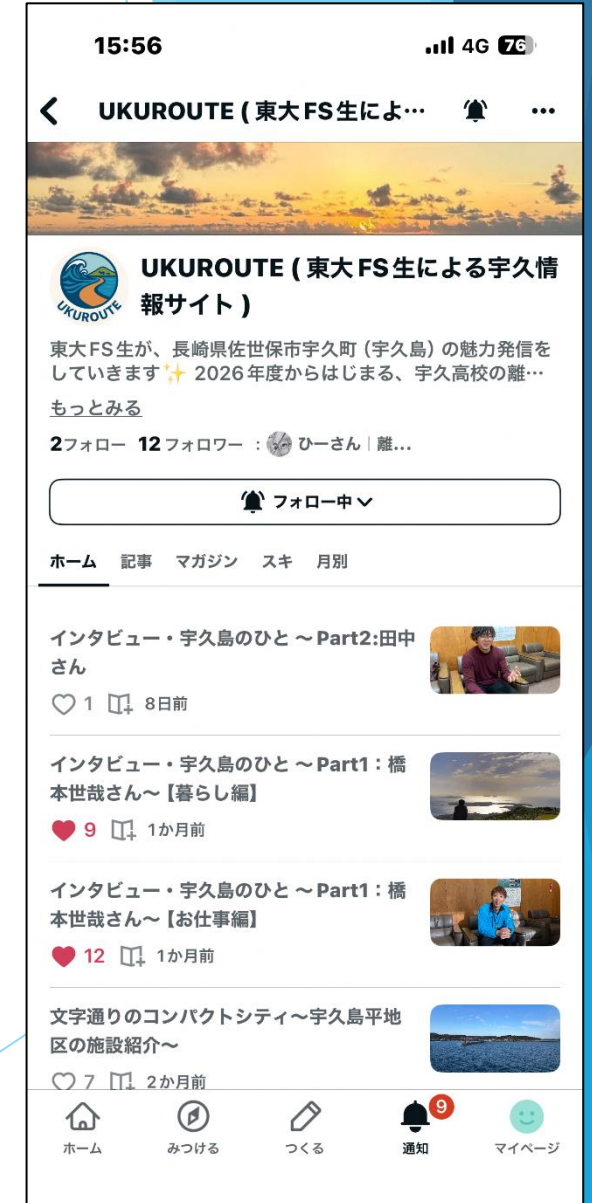 15:56 4G 76
UKUROUTE ( 東大FS生によ…
UKUROUTE
UKUROUTE ( 東大FS生による宇久情
報サイト )
東大FS生が、長崎県佐世保市宇久町（宇久島）の魅力発信を
していきます✨ 2026年度からはじまる、宇久高校の離…
もっとみる
2フォロー 12フォロワー : ひーさん｜離…
フォロー中
ホーム 記事 マガジン スキ 月別
インタビュー・宇久島のひと 〜Part2:田中
さん
1 8日前
インタビュー・宇久島のひと 〜Part1：橋
本世哉さん〜【暮らし編】
9 1か月前
インタビュー・宇久島のひと 〜Part1：橋
本世哉さん〜【お仕事編】
12 1か月前
文字通りのコンパクトシティ〜宇久島平地
区の施設紹介〜
7 2か月前
9
ホーム みつける つくる 通知 マイページ